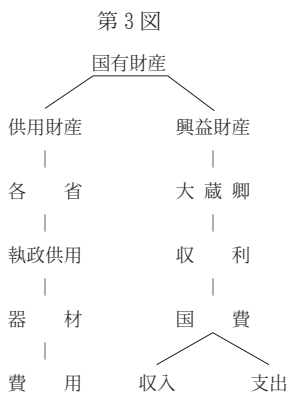 第3図
国有財産
供用財産 興益財産
各省 大蔵卿
執政供用 収利
器材 国費
費用 収入 支出